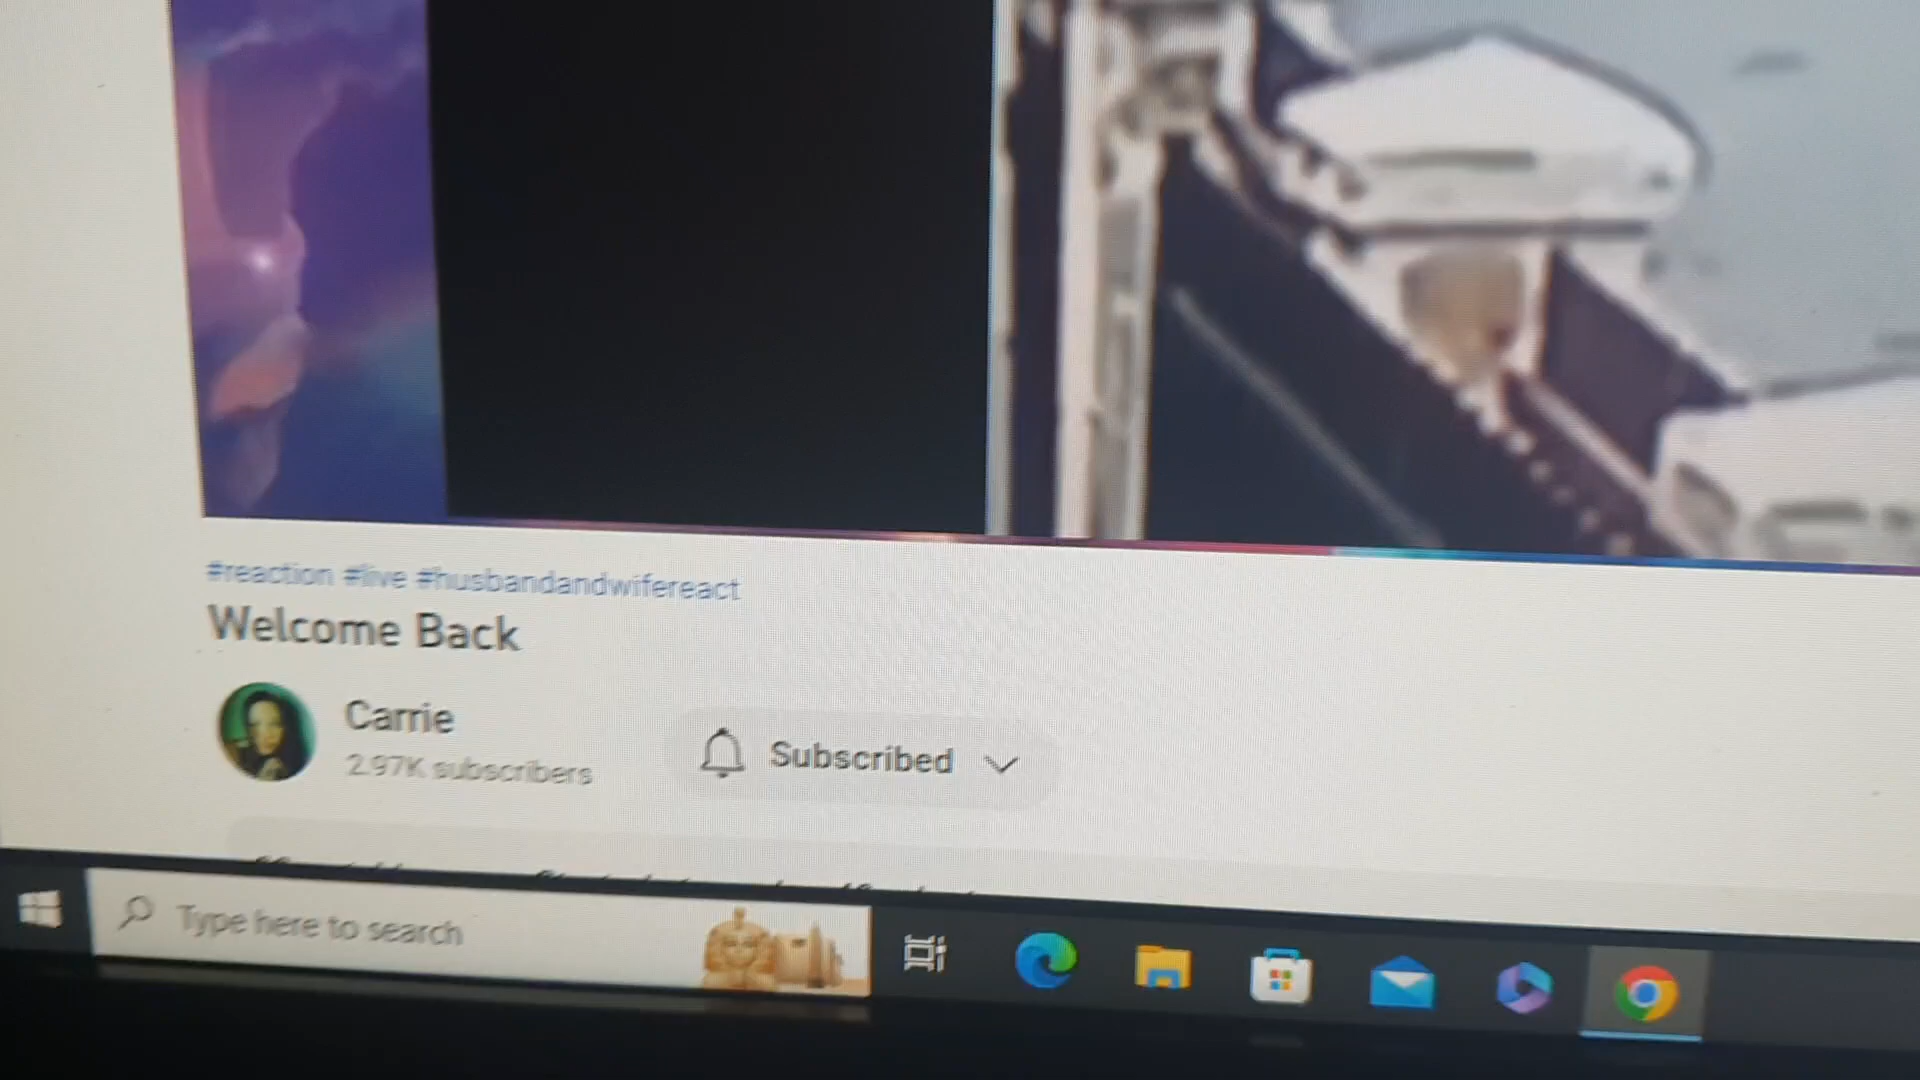 #reaction #live #husbandandwifereact
Welcome Back
Carrie
2.97K subscribers
Subscribed
Type here to search